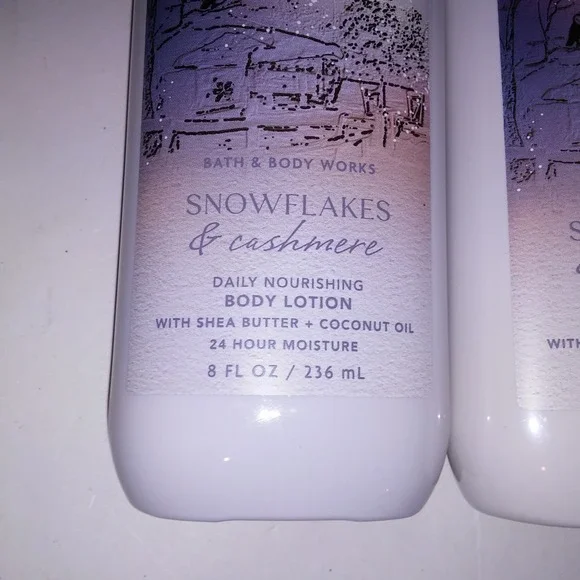 BATH & BODY WORKS
SNOWFLAKES
& cashmere
DAILY NOURISHING
BODY LOTION
WITH SHEA BUTTER + COCONUT OIL
24 HOUR MOISTURE
8 FL OZ / 236 mL
S
WITH